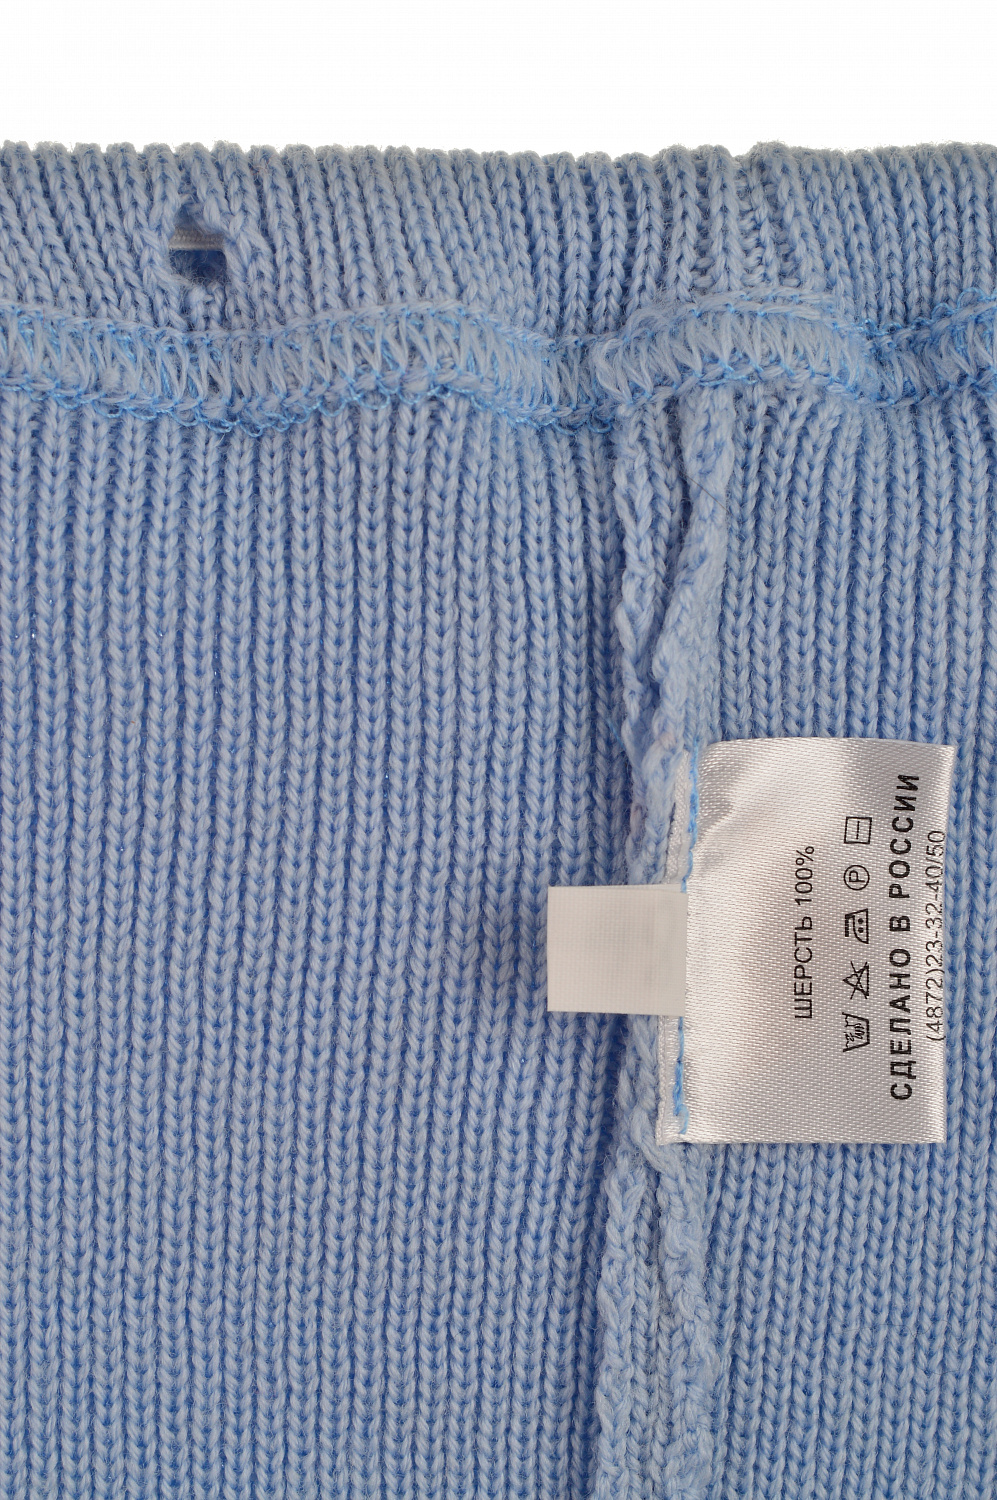 ШЕРСТЬ 100%
P
СДЕЛАНО В РОССИИ
(4872)23-32-40/50